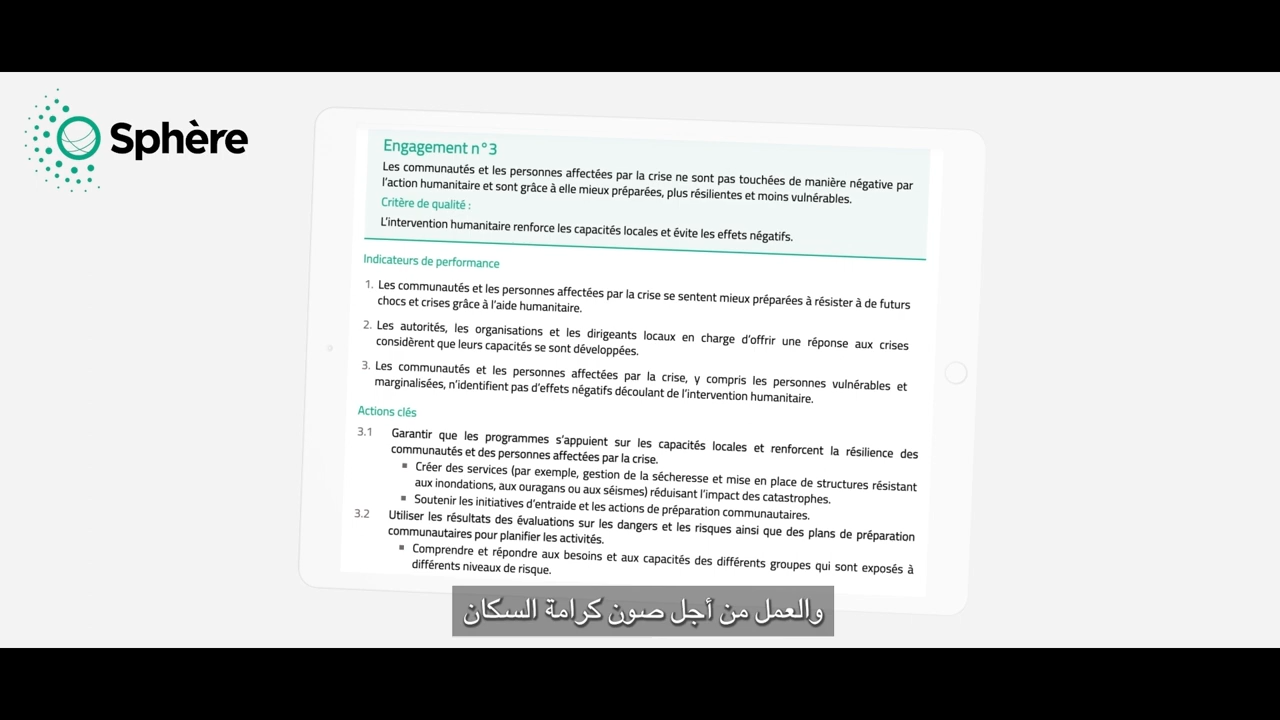 Sphère
Engagement n°3
Les communautés et les personnes affectées par la crise ne sont pas touchées de manière négative par
l’action humanitaire et sont grâce à elle mieux préparées, plus résilientes et moins vulnérables.
Critère de qualité :
L’intervention humanitaire renforce les capacités locales et évite les effets négatifs.
Indicateurs de performance
1. Les communautés et les personnes affectées par la crise se sentent mieux préparées à résister à de futurs
chocs et crises grâce à l’aide humanitaire.
2. Les autorités, les organisations et les dirigeants locaux en charge d’offrir une réponse aux crises
considèrent que leurs capacités se sont développées.
3. Les communautés et les personnes affectées par la crise, y compris les personnes vulnérables et
marginalisées, n’identifient pas d’effets négatifs découlant de l’intervention humanitaire.
Actions clés
3.1 Garantir que les programmes s’appuient sur les capacités locales et renforcent la résilience des
communautés et des personnes affectées par la crise.
▪ Créer des services (par exemple, gestion de la sécheresse et mise en place de structures résistant
aux inondations, aux ouragans ou aux séismes) réduisant l’impact des catastrophes.
▪ Soutenir les initiatives d’entraide et les actions de préparation communautaires.
3.2 Utiliser les résultats des évaluations sur les dangers et les risques ainsi que des plans de préparation
communautaires pour planifier les activités.
▪ Comprendre et répondre aux besoins et aux capacités des différents groupes qui sont exposés à
différents niveaux de risque.
والعمل من أجل صون كرامة السكان